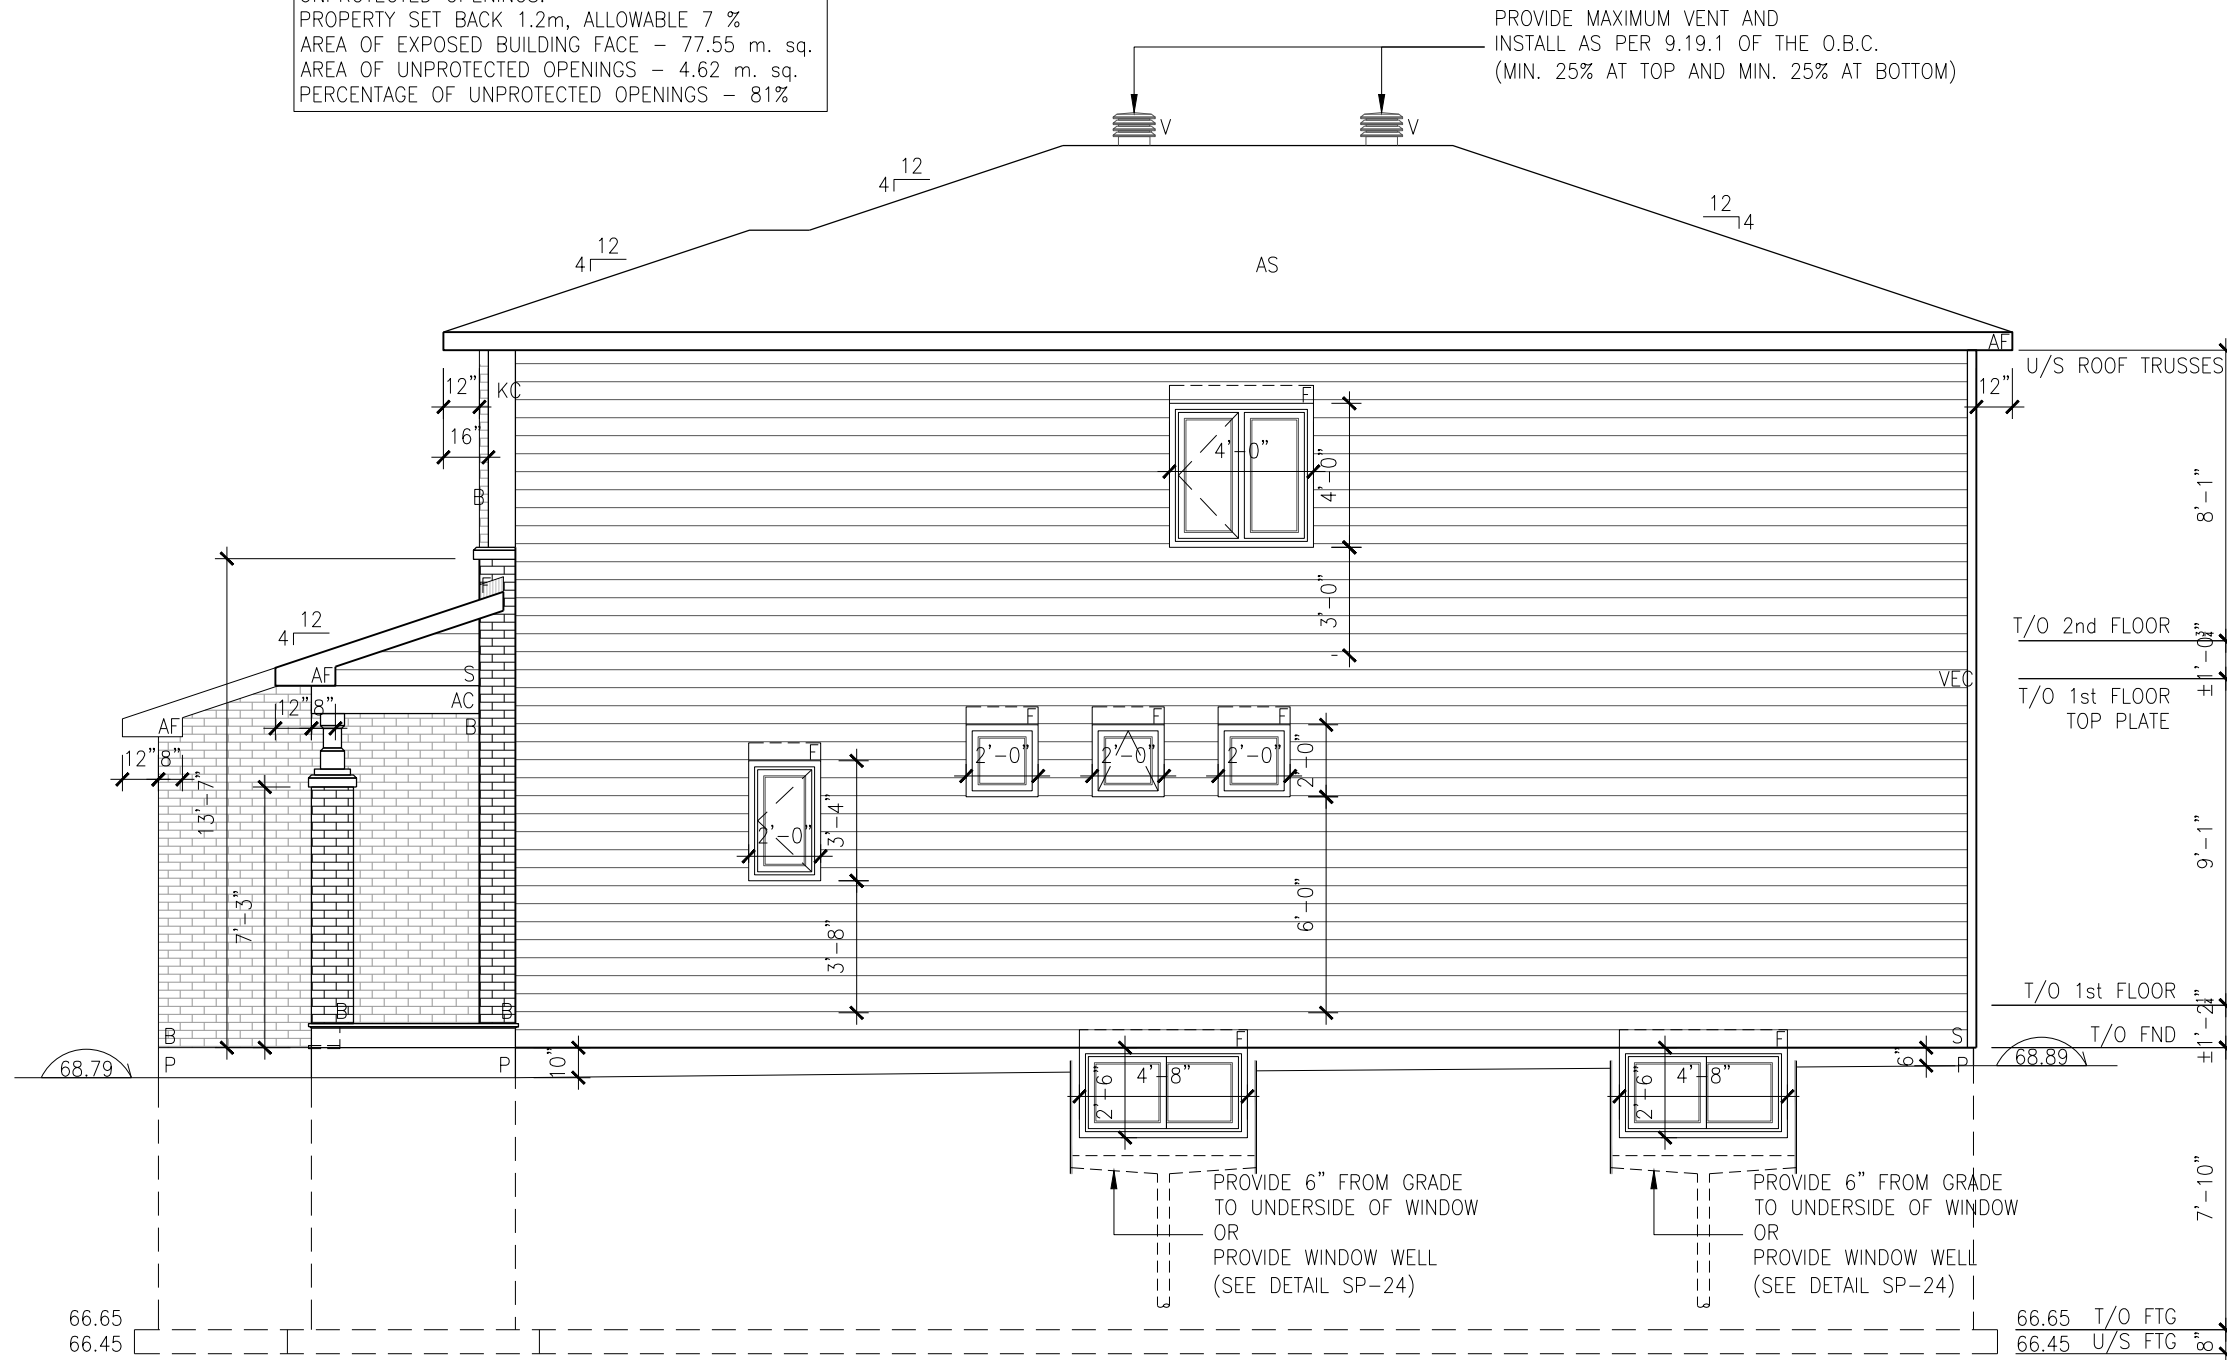 UNPROTECTED OPENINGS:
PROPERTY SET BACK 1.2m, ALLOWABLE 7 %
AREA OF EXPOSED BUILDING FACE – 77.55 m. sq.
AREA OF UNPROTECTED OPENINGS – 4.62 m. sq.
PERCENTAGE OF UNPROTECTED OPENINGS – 81%
PROVIDE MAXIMUM VENT AND
INSTALL AS PER 9.19.1 OF THE O.B.C.
(MIN. 25% AT TOP AND MIN. 25% AT BOTTOM)
V
V
12
4
12
4
12
4
AS
AF
U/S ROOF TRUSSES
12"
KC
12"
16"
B
F
4'-0"
4'-0"
3'-0"
8'-1"
F
12
4
AF
S
AC
B
12"
8"
AF
12"
8"
13'-7"
7'-3"
T/O 2nd FLOOR
VEC
T/O 1st FLOOR
TOP PLATE
F
2'-0"
3'-4"
3'-8"
F
2'-0"
F
2'-0"
F
2'-0"
2'-0"
6'-0"
9'-1"
B
B
B
P
P
68.79
10"
T/O 1st FLOOR
T/O FND
S
P
6"
68.89
F
4'-8"
2'-6"
F
4'-8"
2'-6"
PROVIDE 6" FROM GRADE
TO UNDERSIDE OF WINDOW
OR
PROVIDE WINDOW WELL
(SEE DETAIL SP-24)
PROVIDE 6" FROM GRADE
TO UNDERSIDE OF WINDOW
OR
PROVIDE WINDOW WELL
(SEE DETAIL SP-24)
7'-10"
66.65
66.45
66.65 T/O FTG
66.45 U/S FTG
8"